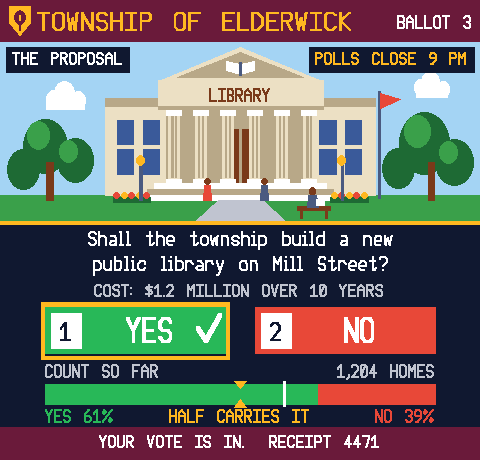 TOWNSHIP OF ELDERWICK
BALLOT 3
THE PROPOSAL
POLLS CLOSE 9 PM
LIBRARY
Shall the township build a new
public library on Mill Street?
COST: $1.2 MILLION OVER 10 YEARS
1 YES
2 NO
COUNT SO FAR
1,204 HOMES
YES 61%
HALF CARRIES IT
NO 39%
YOUR VOTE IS IN. RECEIPT 4471